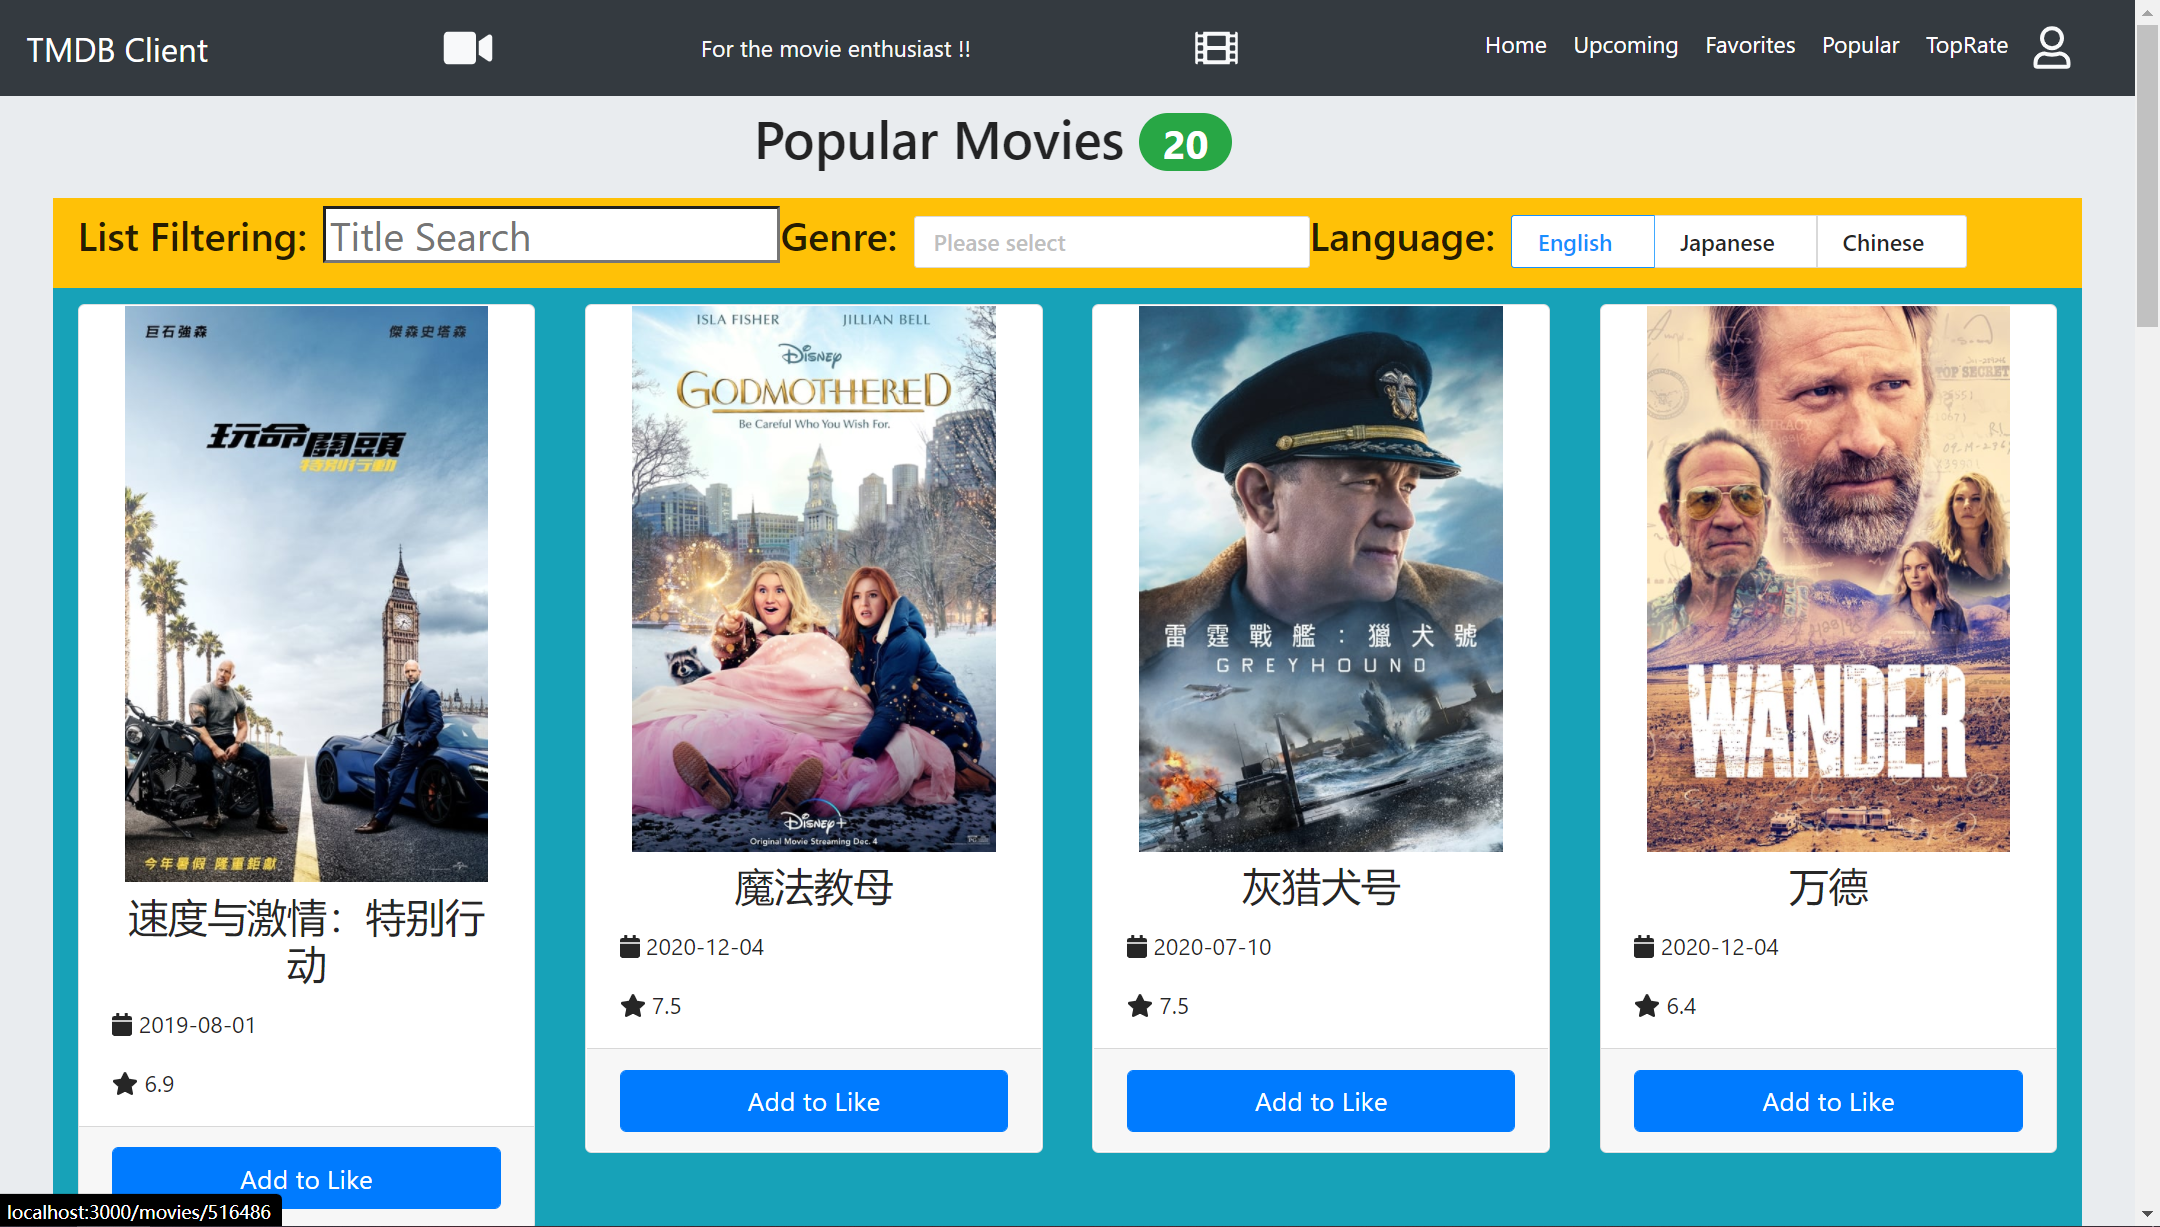 TMDB Client
For the movie enthusiast !!
Home Upcoming Favorites Popular TopRate
Popular Movies 20
List Filtering: Title Search Genre: Please select Language: English Japanese Chinese
巨石強森 傑森史塔森
玩命關頭
特別行動
今年暑假 隆重鉅獻
速度与激情：特别行
动
2019-08-01
6.9
Add to Like
ISLA FISHER JILLIAN BELL
Disney
GODMOTHERED
Be Careful Who You Wish For.
Disney+
Original Movie Streaming Dec. 4
魔法教母
2020-12-04
7.5
Add to Like
雷霆戰艦：獵犬號
GREYHOUND
灰猎犬号
2020-07-10
7.5
Add to Like
TOP SECRET
WANDER
万德
2020-12-04
6.4
Add to Like
localhost:3000/movies/516486